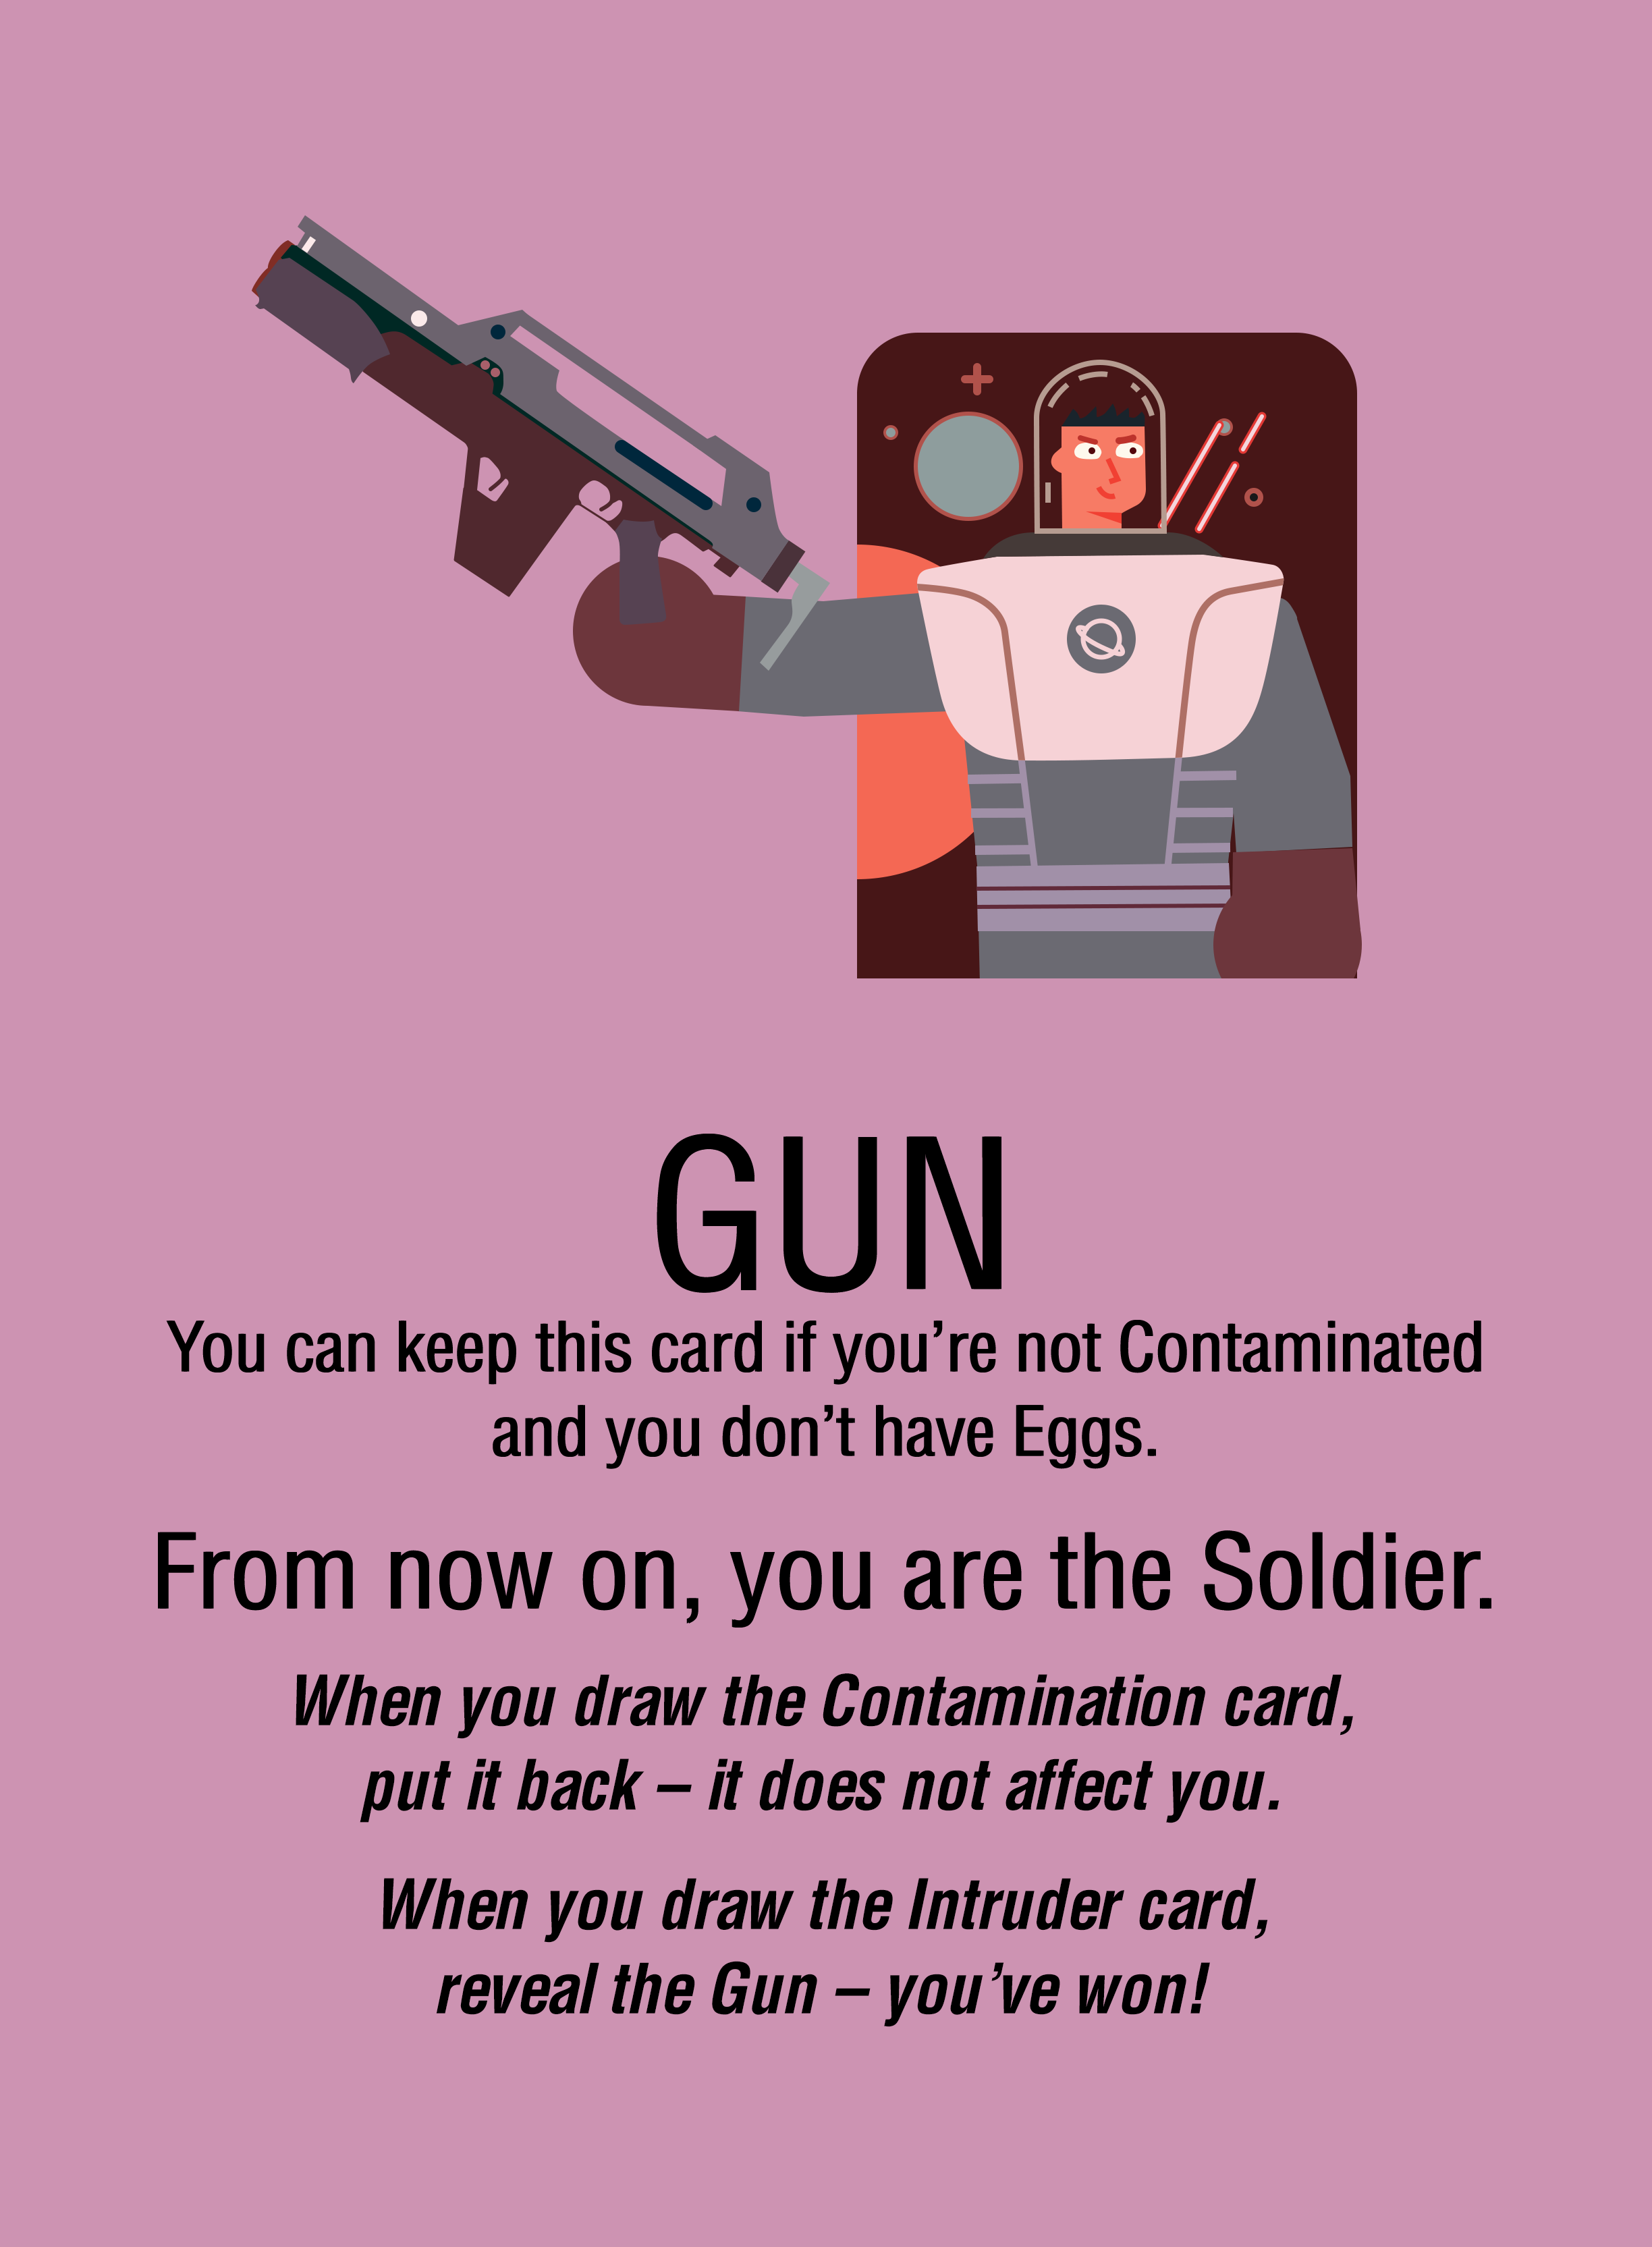 GUN
You can keep this card if you’re not Contaminated
and you don’t have Eggs.
From now on, you are the Soldier.
When you draw the Contamination card,
put it back – it does not affect you.
When you draw the Intruder card,
reveal the Gun – you’ve won!